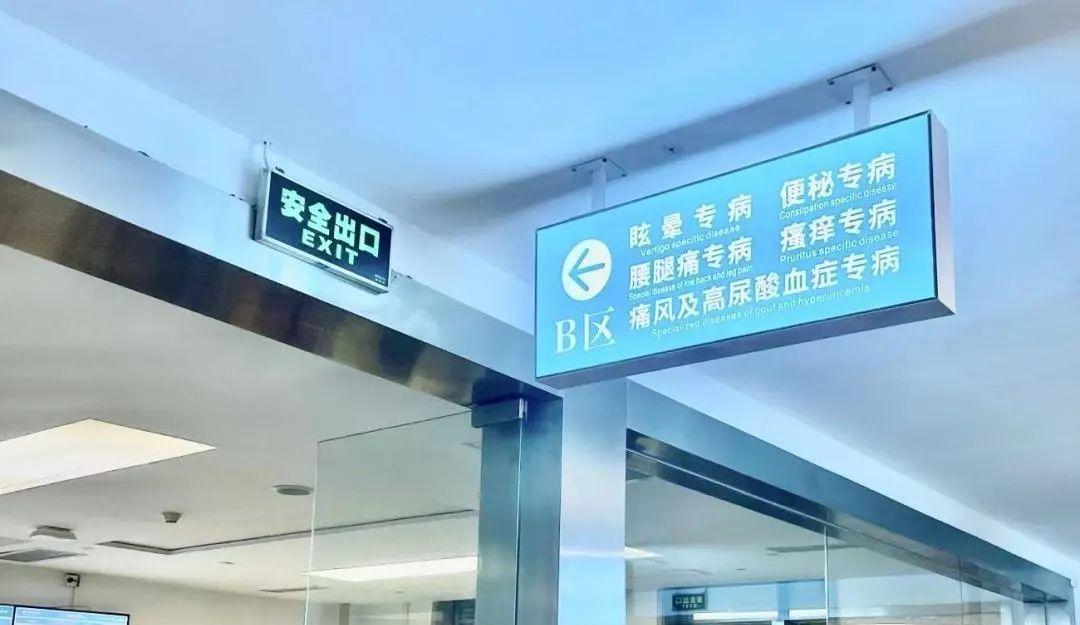 安全出口
EXIT
眩晕专病 便秘专病
Vertigo specific disease Constipation specific disease
腰腿痛专病 瘙痒专病
Special disease of low back and leg pain Pruritus specific disease
痛风及高尿酸血症专病
Specialized diseases of gout and hyperuricemia
B区